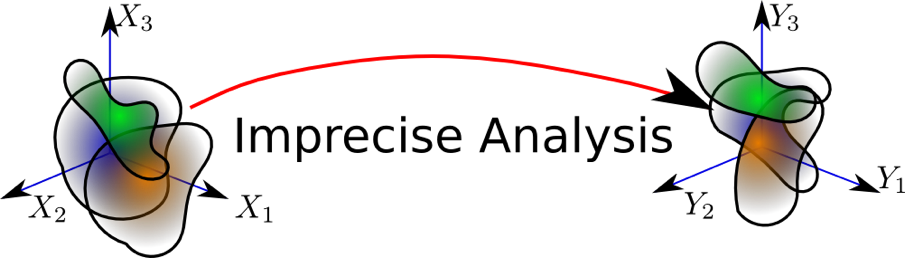 X₃
Y₃
Imprecise Analysis
X₂
X₁
Y₂
Y₁